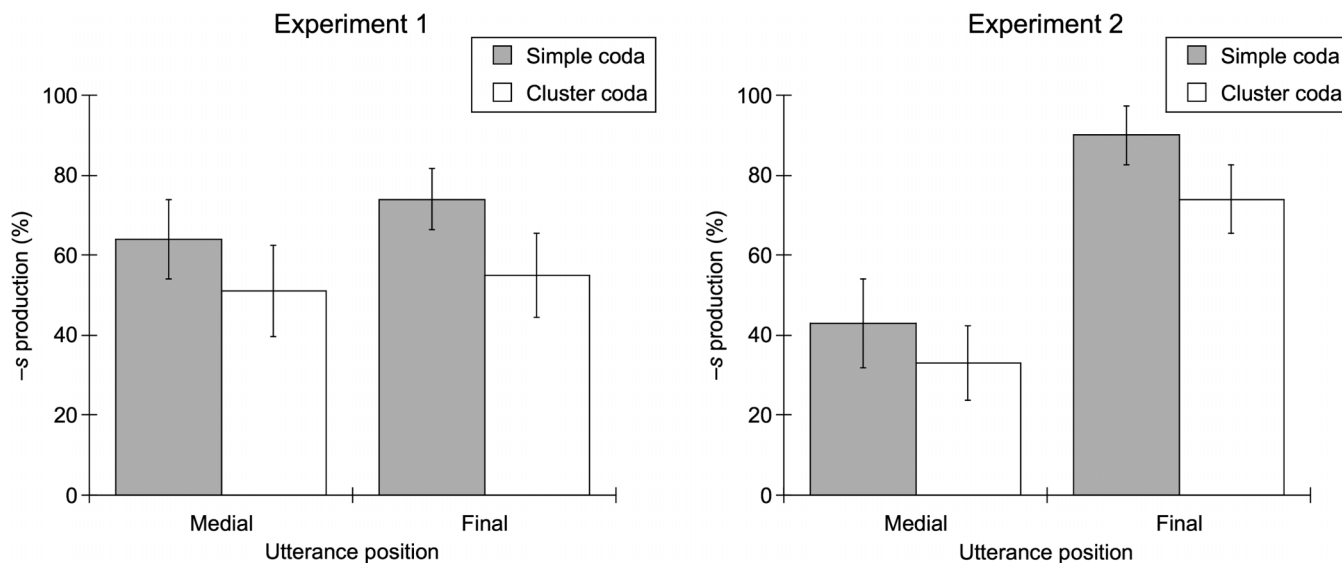 Experiment 1
Simple coda
Cluster coda
100
80
60
40
20
0
–s production (%)
Medial
Final
Utterance position
Experiment 2
Simple coda
Cluster coda
100
80
60
40
20
0
–s production (%)
Medial
Final
Utterance position